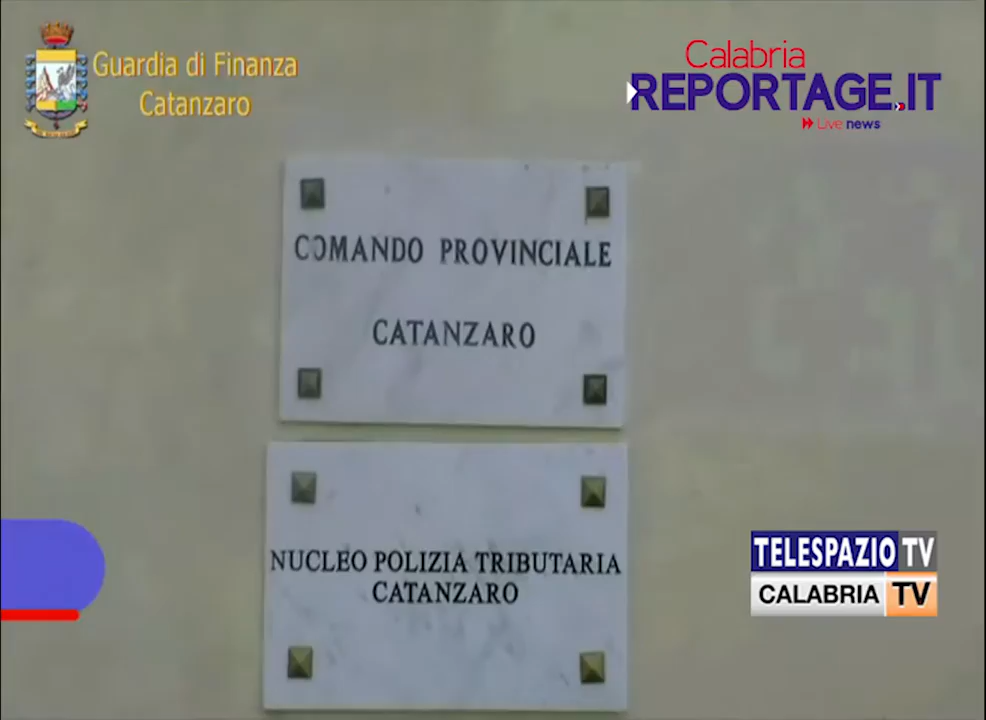 Guardia di Finanza
Catanzaro
Calabria
REPORTAGE.IT
Live news
COMANDO PROVINCIALE
CATANZARO
NUCLEO POLIZIA TRIBUTARIA
CATANZARO
TELESPAZIO TV
CALABRIA TV